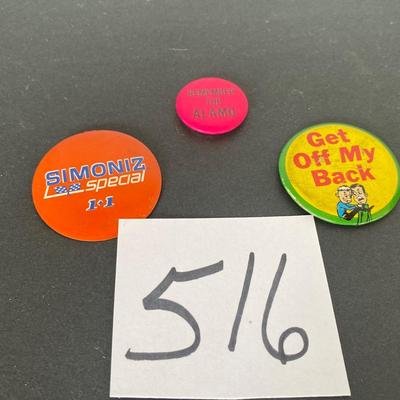 REMEMBER
THE
ALAMO
SIMONIZ
special
1+1
Get
Off My
Back
516